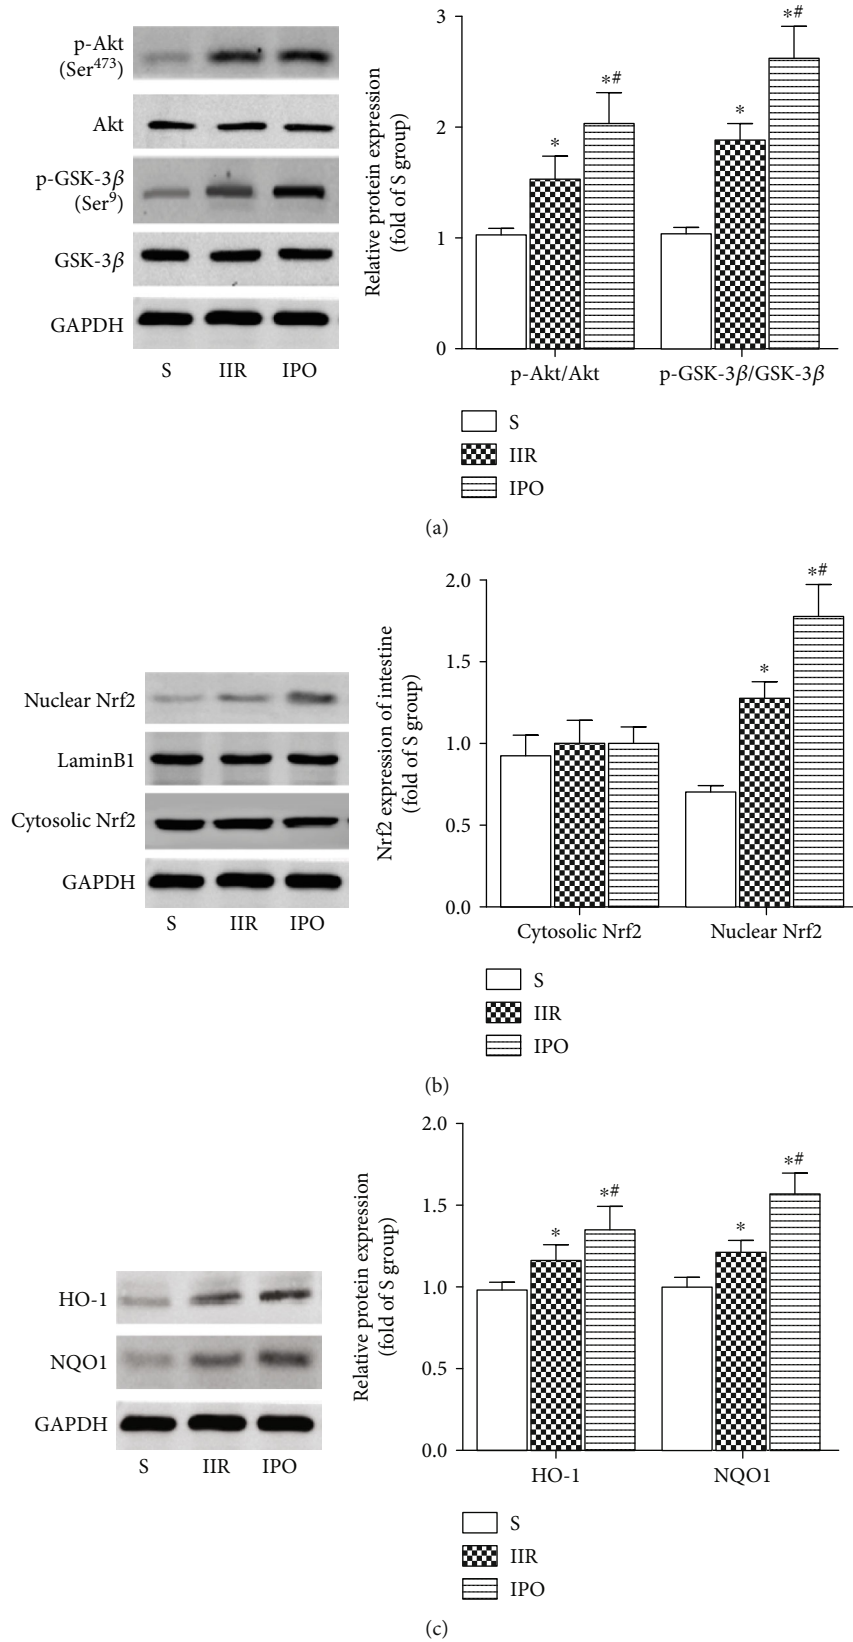 p-Akt
(Ser473)
Akt
p-GSK-3β
(Ser9)
GSK-3β
GAPDH
S IIR IPO
Relative protein expression
(fold of S group)
3
2
1
0
*
*#
*
*#
p-Akt/Akt p-GSK-3β/GSK-3β
S
IIR
IPO
(a)
Nuclear Nrf2
LaminB1
Cytosolic Nrf2
GAPDH
S IIR IPO
Nrf2 expression of intestine
(fold of S group)
2.0
1.5
1.0
0.5
0.0
*
*#
Cytosolic Nrf2 Nuclear Nrf2
S
IIR
IPO
(b)
HO-1
NQO1
GAPDH
S IIR IPO
Relative protein expression
(fold of S group)
2.0
1.5
1.0
0.5
0.0
*
*#
*
*#
HO-1 NQO1
S
IIR
IPO
(c)